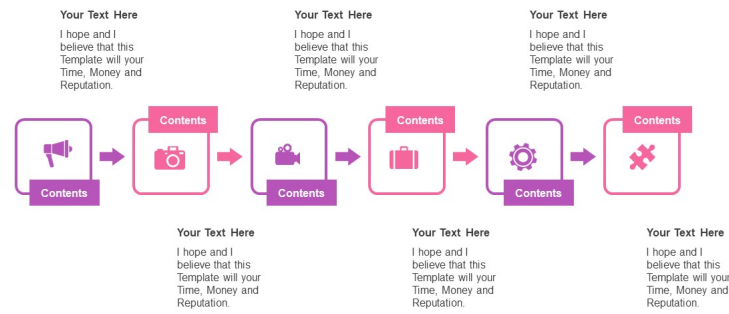 Your Text Here
I hope and I
believe that this
Template will your
Time, Money and
Reputation.
Your Text Here
I hope and I
believe that this
Template will your
Time, Money and
Reputation.
Your Text Here
I hope and I
believe that this
Template will your
Time, Money and
Reputation.
Contents
Contents
Contents
Contents
Contents
Contents
Your Text Here
I hope and I
believe that this
Template will your
Time, Money and
Reputation.
Your Text Here
I hope and I
believe that this
Template will your
Time, Money and
Reputation.
Your Text Here
I hope and I
believe that this
Template will your
Time, Money and
Reputation.